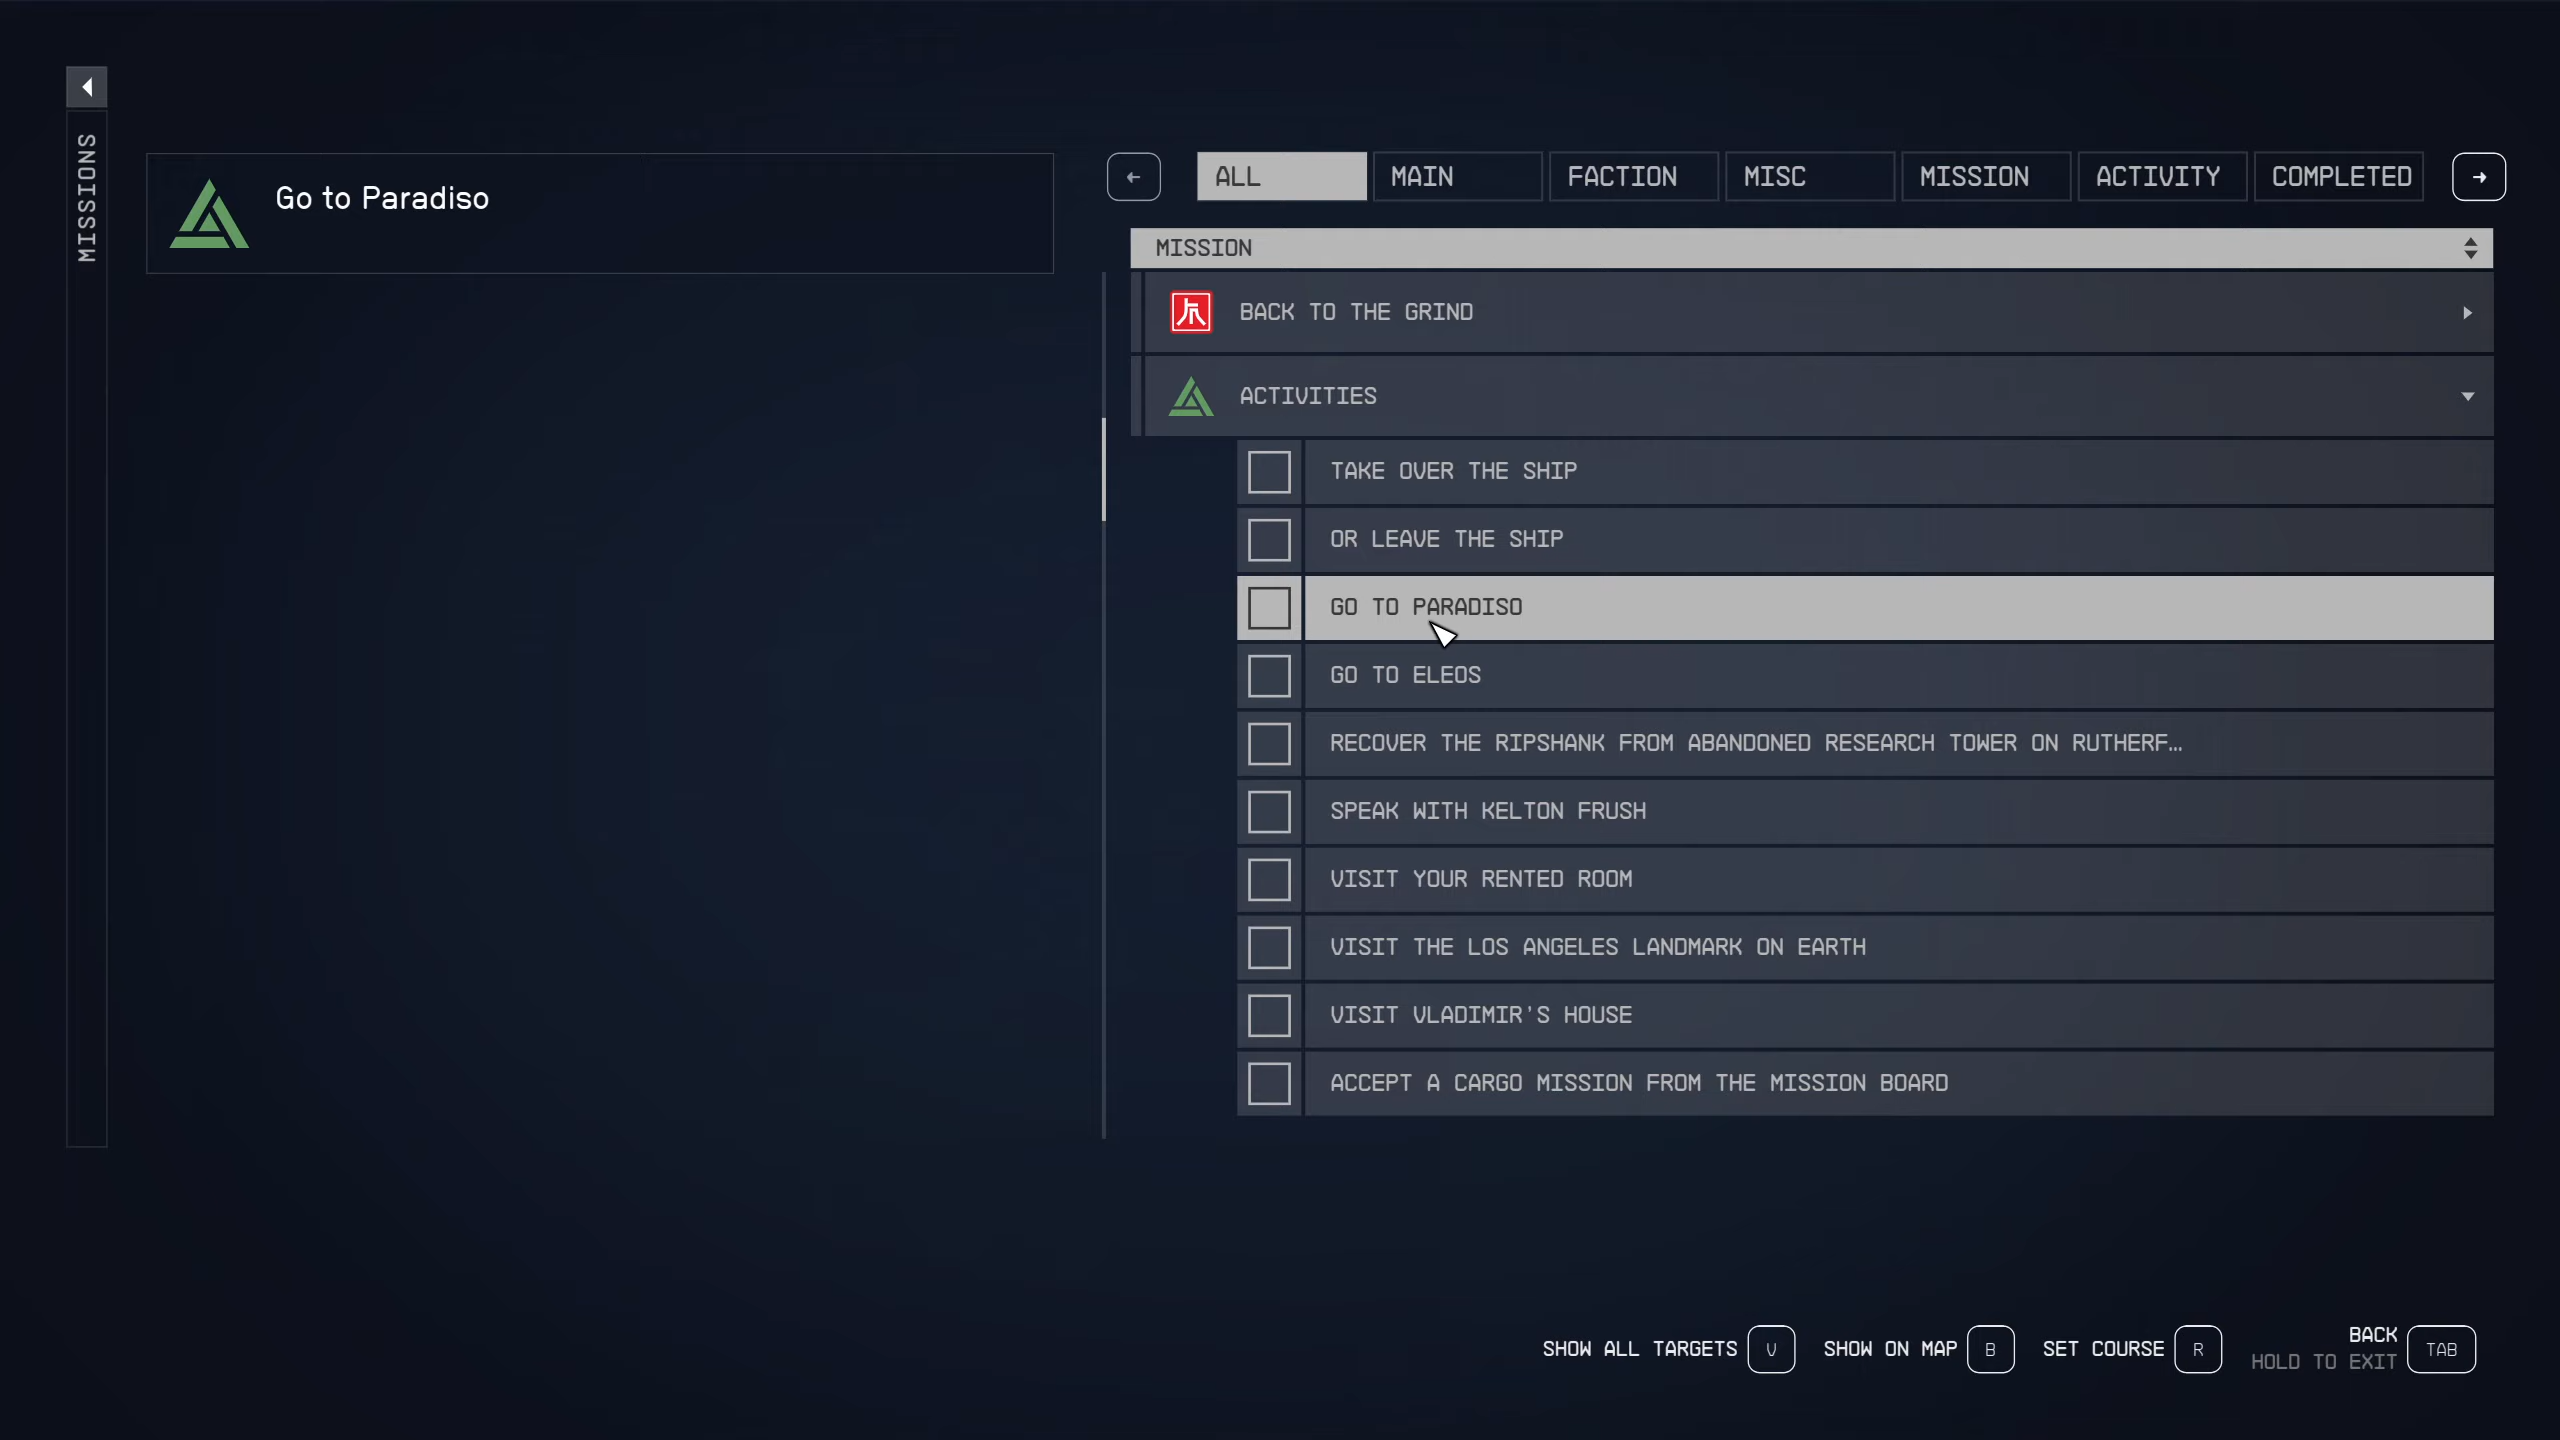 MISSIONS
Go to Paradiso
ALL
MAIN
FACTION
MISC
MISSION
ACTIVITY
COMPLETED
MISSION
BACK TO THE GRIND
ACTIVITIES
TAKE OVER THE SHIP
OR LEAVE THE SHIP
GO TO PARADISO
GO TO ELEOS
RECOVER THE RIPSHANK FROM ABANDONED RESEARCH TOWER ON RUTHERF...
SPEAK WITH KELTON FRUSH
VISIT YOUR RENTED ROOM
VISIT THE LOS ANGELES LANDMARK ON EARTH
VISIT VLADIMIR'S HOUSE
ACCEPT A CARGO MISSION FROM THE MISSION BOARD
SHOW ALL TARGETS V
SHOW ON MAP B
SET COURSE R
BACK
HOLD TO EXIT
TAB